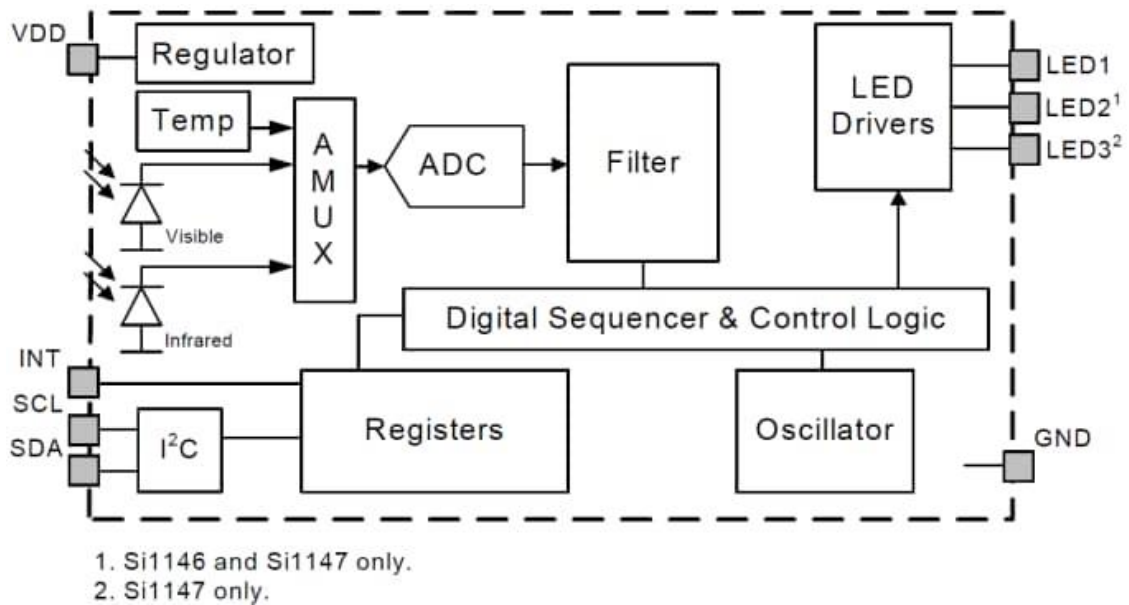 VDD
Regulator
LED1
LED2¹
LED3²
LED
Drivers
Temp
A
M
U
X
ADC
Filter
Visible
Infrared
Digital Sequencer & Control Logic
INT
SCL
SDA
I²C
Registers
Oscillator
GND
1. Si1146 and Si1147 only.
2. Si1147 only.